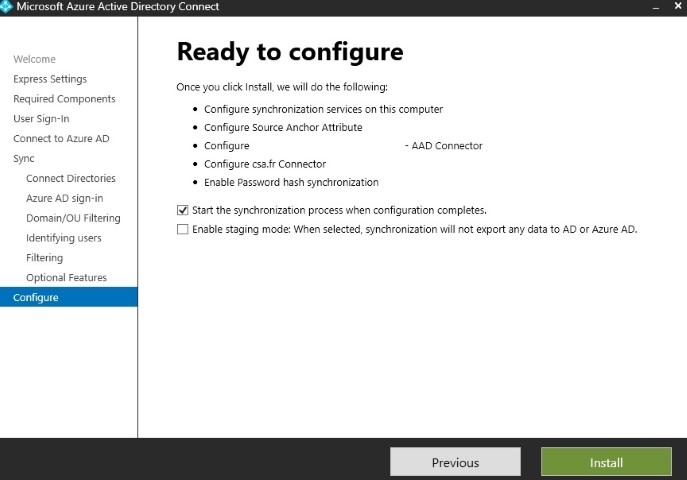 Microsoft Azure Active Directory Connect
Welcome
Express Settings
Required Components
User Sign-In
Connect to Azure AD
Sync
Connect Directories
Azure AD sign-in
Domain/OU Filtering
Identifying users
Filtering
Optional Features
Configure
Ready to configure
Once you click Install, we will do the following:
• Configure synchronization services on this computer
• Configure Source Anchor Attribute
• Configure - AAD Connector
• Configure csa.fr Connector
• Enable Password hash synchronization
Start the synchronization process when configuration completes.
Enable staging mode: When selected, synchronization will not export any data to AD or Azure AD.
Previous
Install